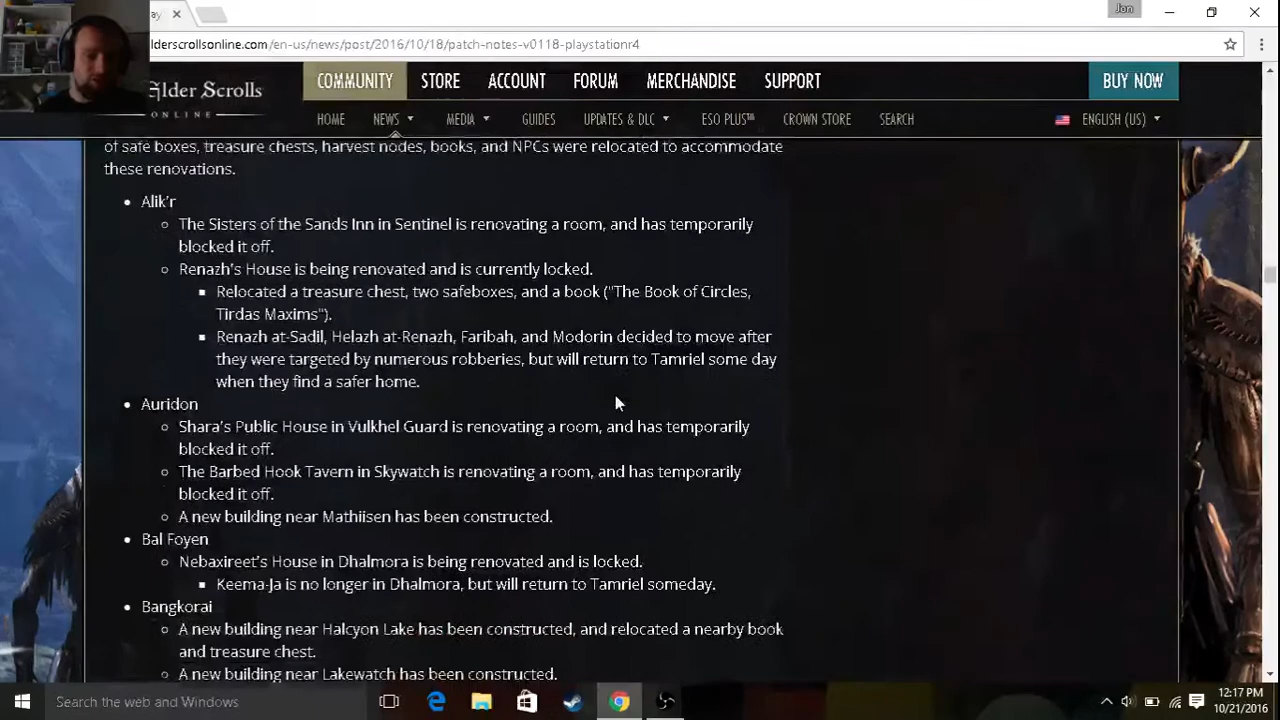 Jon
ay
lderscrollsonline.com/en-us/news/post/2016/10/18/patch-notes-v0118-playstationr4
lder Scrolls
ONLINE
COMMUNITY STORE ACCOUNT FORUM MERCHANDISE SUPPORT BUY NOW
HOME NEWS MEDIA GUIDES UPDATES & DLC ESO PLUS™ CROWN STORE SEARCH ENGLISH (US)
of safe boxes, treasure chests, harvest nodes, books, and NPCs were relocated to accommodate
these renovations.
Alik'r
The Sisters of the Sands Inn in Sentinel is renovating a room, and has temporarily
blocked it off.
Renazh's House is being renovated and is currently locked.
Relocated a treasure chest, two safeboxes, and a book ("The Book of Circles,
Tirdas Maxims").
Renazh at-Sadil, Helazh at-Renazh, Faribah, and Modorin decided to move after
they were targeted by numerous robberies, but will return to Tamriel some day
when they find a safer home.
Auridon
Shara's Public House in Vulkhel Guard is renovating a room, and has temporarily
blocked it off.
The Barbed Hook Tavern in Skywatch is renovating a room, and has temporarily
blocked it off.
A new building near Mathiisen has been constructed.
Bal Foyen
Nebaxireet's House in Dhalmora is being renovated and is locked.
Keema-Ja is no longer in Dhalmora, but will return to Tamriel someday.
Bangkorai
A new building near Halcyon Lake has been constructed, and relocated a nearby book
and treasure chest.
A new building near Lakewatch has been constructed.
Search the web and Windows
12:17 PM
10/21/2016